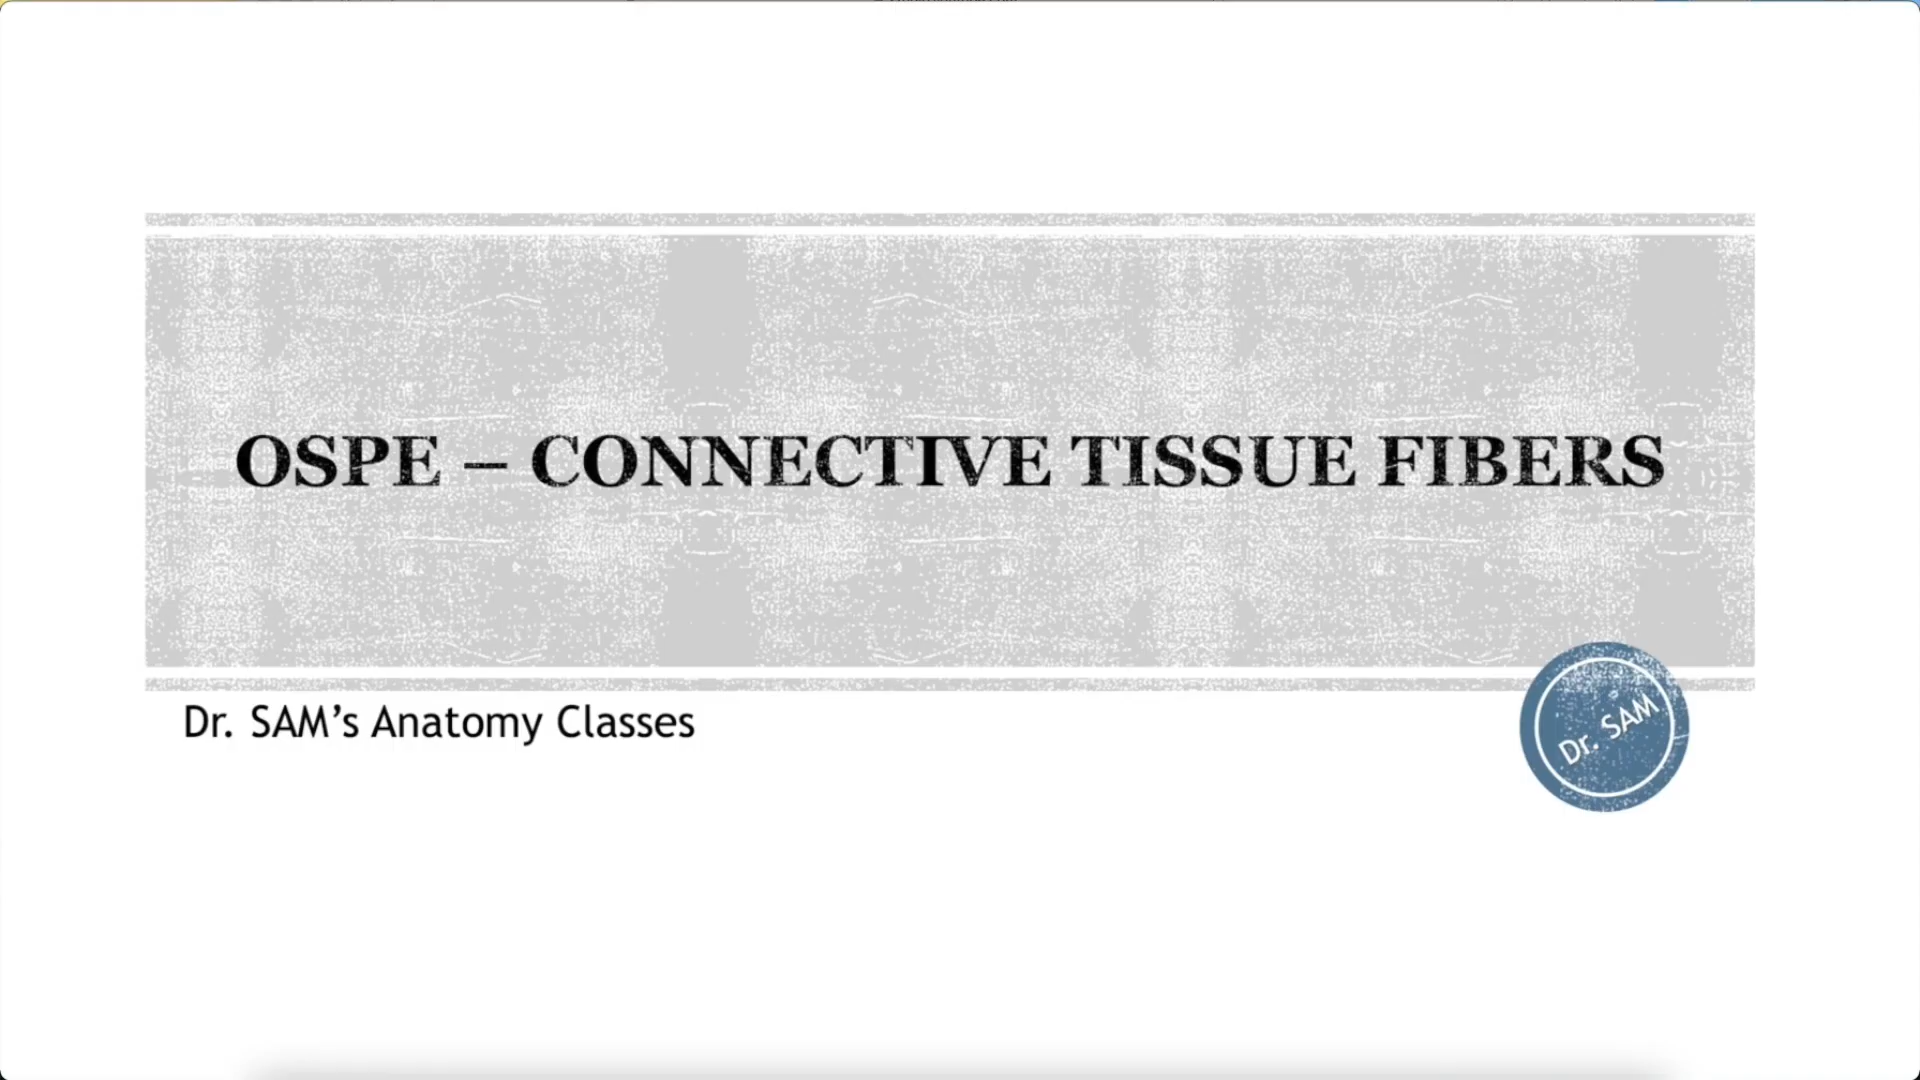 OSPE – CONNECTIVE TISSUE FIBERS
Dr. SAM’s Anatomy Classes
Dr. SAM